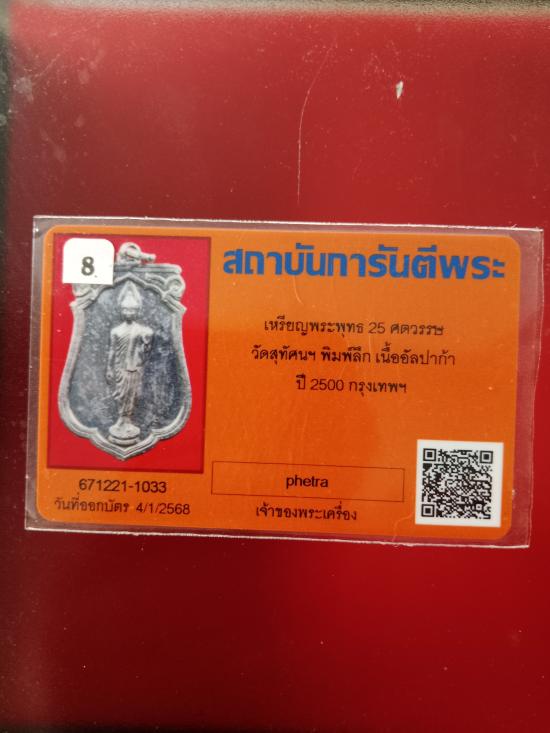 8
สถาบันการันตีพระ
เหรียญพระพุทธ 25 ศตวรรษ
วัดสุทัศนฯ พิมพ์ลึก เนื้ออัลปาก้า
ปี 2500 กรุงเทพฯ
671221-1033
วันที่ออกบัตร 4/1/2568
phetra
เจ้าของพระเครื่อง